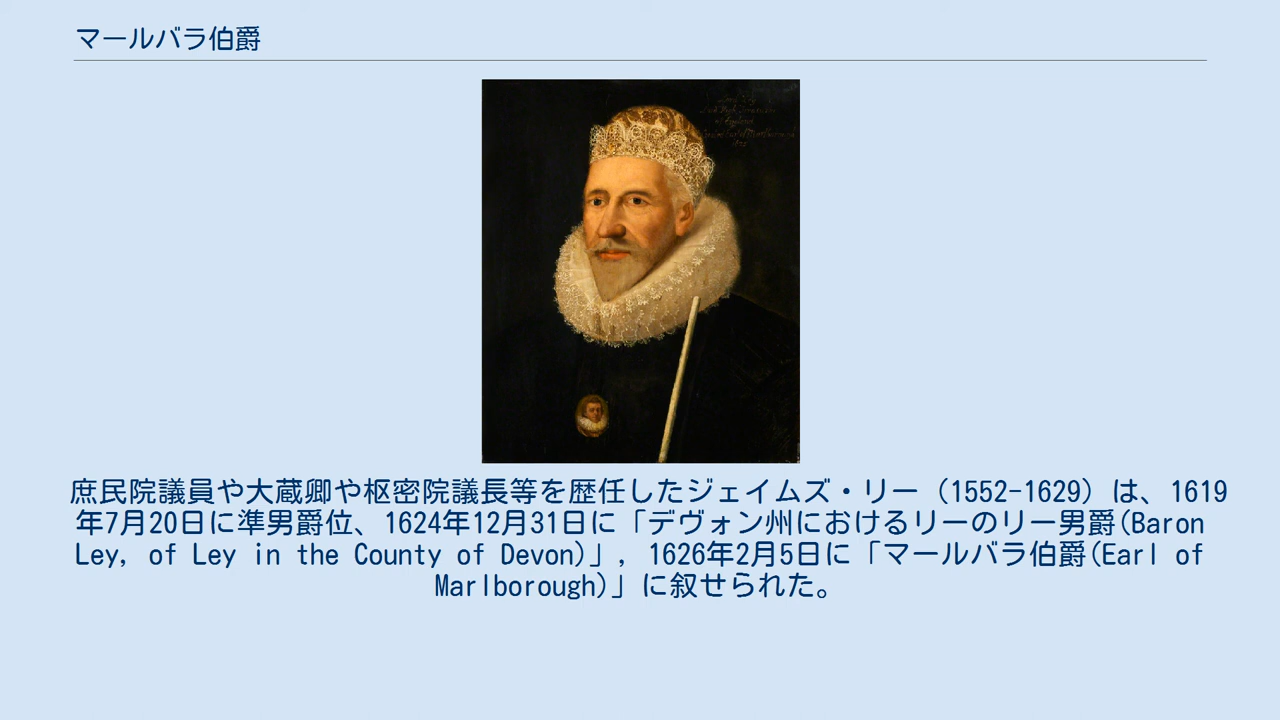 マールバラ伯爵
of England
庶民院議員や大蔵卿や枢密院議長等を歴任したジェイムズ・リー（1552-1629）は、1619
年7月20日に準男爵位、1624年12月31日に「デヴォン州におけるリーのリー男爵(Baron
Ley, of Ley in the County of Devon)」, 1626年2月5日に「マールバラ伯爵(Earl of
Marlborough)」に叙せられた。